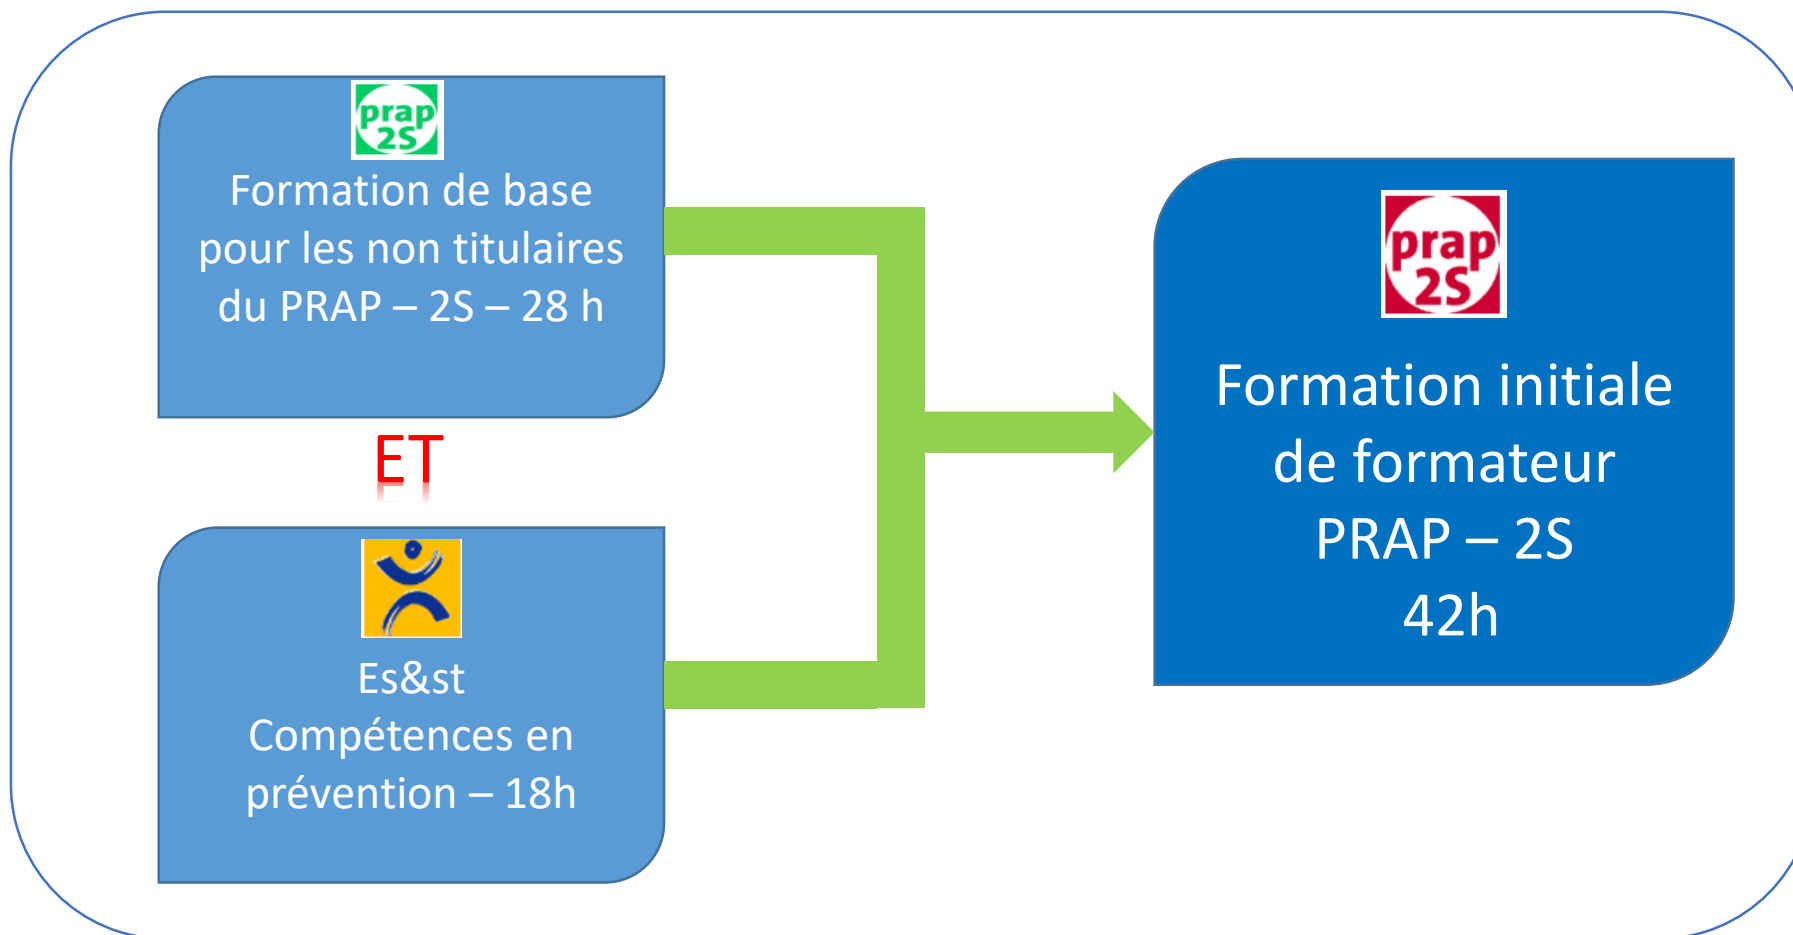 prap
2S
Formation de base
pour les non titulaires
du PRAP – 2S – 28 h
ET
Es&st
Compétences en
prévention – 18h
prap
2S
Formation initiale
de formateur
PRAP – 2S
42h